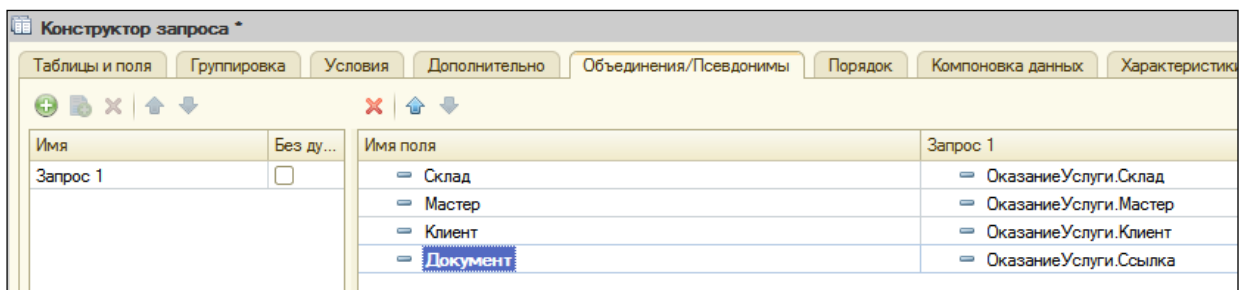 Конструктор запроса *
Таблицы и поля Группировка Условия Дополнительно Объединения/Псевдонимы Порядок Компоновка данных Характеристики
Имя Без ду... Имя поля Запрос 1
Запрос 1 Склад ОказаниеУслуги.Склад
Мастер ОказаниеУслуги.Мастер
Клиент ОказаниеУслуги.Клиент
Документ ОказаниеУслуги.Ссылка